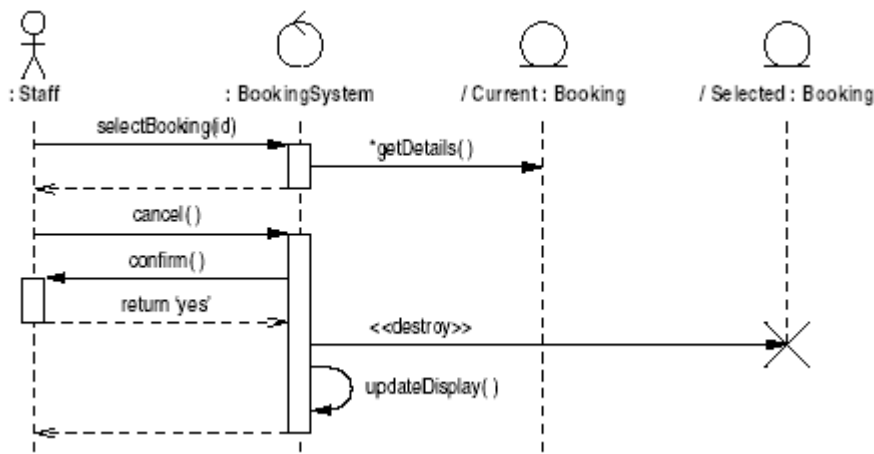 : Staff
: BookingSystem
/ Current : Booking
/ Selected : Booking
selectBooking(id)
*getDetails( )
cancel( )
confirm( )
return 'yes'
<<destroy>>
updateDisplay( )